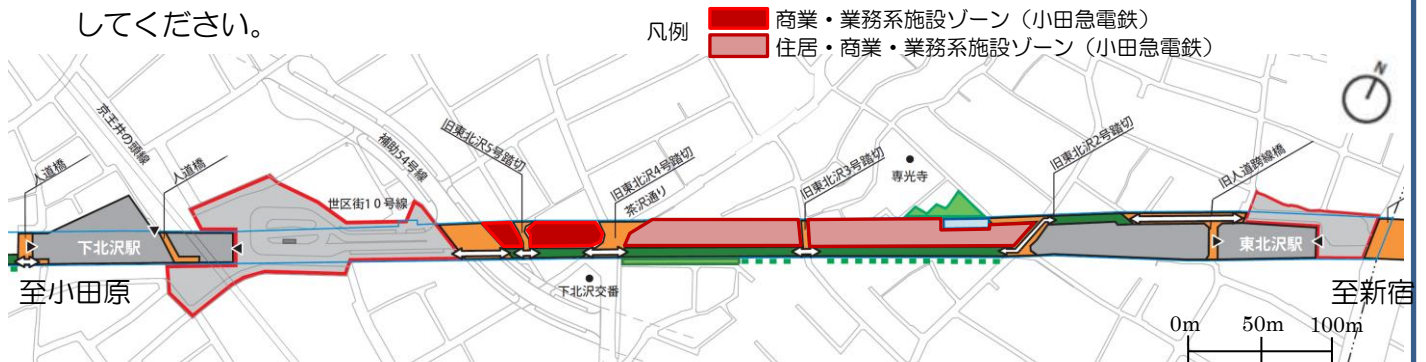 してください。
凡例
商業・業務系施設ゾーン（小田急電鉄）
住居・商業・業務系施設ゾーン（小田急電鉄）
N
京王井の頭線
人道橋
人道橋
補助54号線
旧東北沢5号踏切
世区街10号線
旧東北沢4号踏切
茶沢通り
旧東北沢3号踏切
専光寺
旧東北沢2号踏切
旧人道跨線橋
下北沢駅
東北沢駅
下北沢交番
至小田原
至新宿
0m 50m 100m